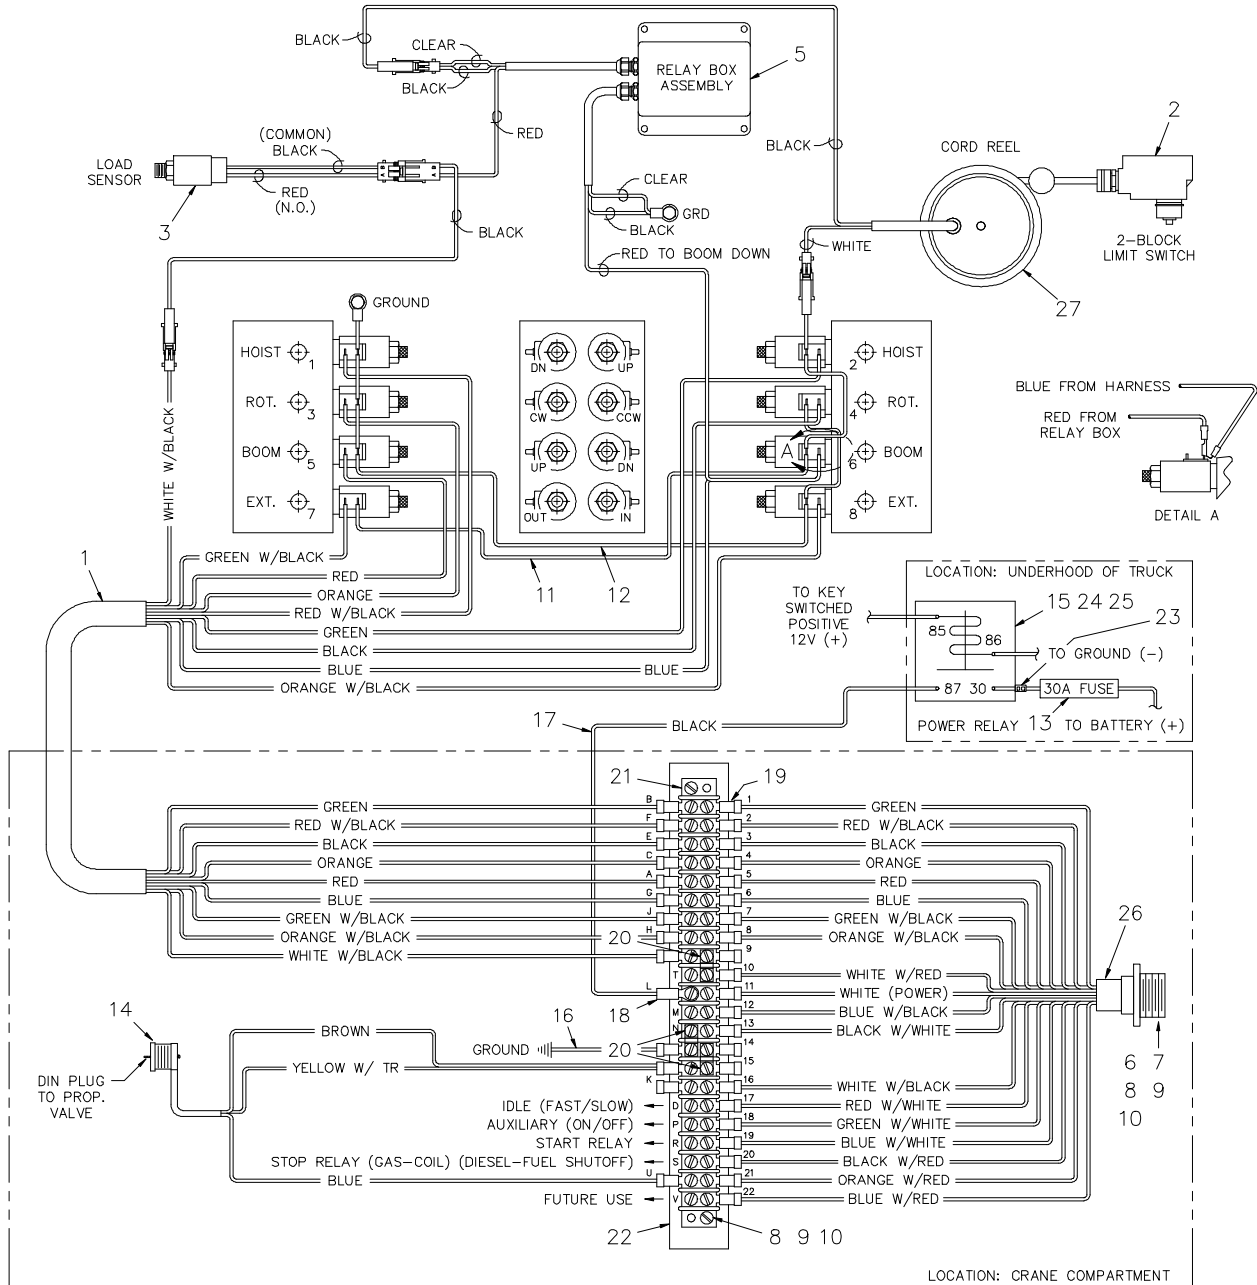 BLACK
CLEAR
BLACK
RED
RELAY BOX
ASSEMBLY
5
BLACK
CORD REEL
2
2-BLOCK
LIMIT SWITCH
27
LOAD
SENSOR
(COMMON)
BLACK
RED
(N.O.)
3
A
B
B
A
BLACK
CLEAR
GRD
BLACK
RED TO BOOM DOWN
WHITE
GROUND
HOIST
1
ROT.
3
BOOM
5
EXT.
7
DN
UP
CW
CCW
UP
DN
OUT
IN
2
HOIST
4
ROT.
A
6
BOOM
8
EXT.
BLUE FROM HARNESS
RED FROM
RELAY BOX
DETAIL A
WHITE W/BLACK
1
GREEN W/BLACK
RED
ORANGE
RED W/BLACK
GREEN
BLACK
BLUE
BLUE
ORANGE W/BLACK
11
12
LOCATION: UNDERHOOD OF TRUCK
TO KEY
SWITCHED
POSITIVE
12V (+)
85
86
15 24 25
23
TO GROUND (-)
87 30
30A FUSE
POWER RELAY
13
TO BATTERY (+)
17
BLACK
21
19
B
F
E
C
A
G
J
H
T
L
M
N
K
D
P
R
S
U
V
GREEN
RED W/BLACK
BLACK
ORANGE
RED
BLUE
GREEN W/BLACK
ORANGE W/BLACK
WHITE W/BLACK
20
18
14
BROWN
YELLOW W/ TR
16
GROUND
20
DIN PLUG
TO PROP.
VALVE
IDLE (FAST/SLOW)
AUXILIARY (ON/OFF)
START RELAY
STOP RELAY (GAS-COIL) (DIESEL-FUEL SHUTOFF)
BLUE
FUTURE USE
22
8 9 10
1 GREEN
2 RED W/BLACK
3 BLACK
4 ORANGE
5 RED
6 BLUE
7 GREEN W/BLACK
8 ORANGE W/BLACK
9
10 WHITE W/RED
11 WHITE (POWER)
12 BLUE W/BLACK
13 BLACK W/WHITE
14
15
16 WHITE W/BLACK
17 RED W/WHITE
18 GREEN W/WHITE
19 BLUE W/WHITE
20 BLACK W/RED
21 ORANGE W/RED
22 BLUE W/RED
26
6 7
8 9
10
LOCATION: CRANE COMPARTMENT